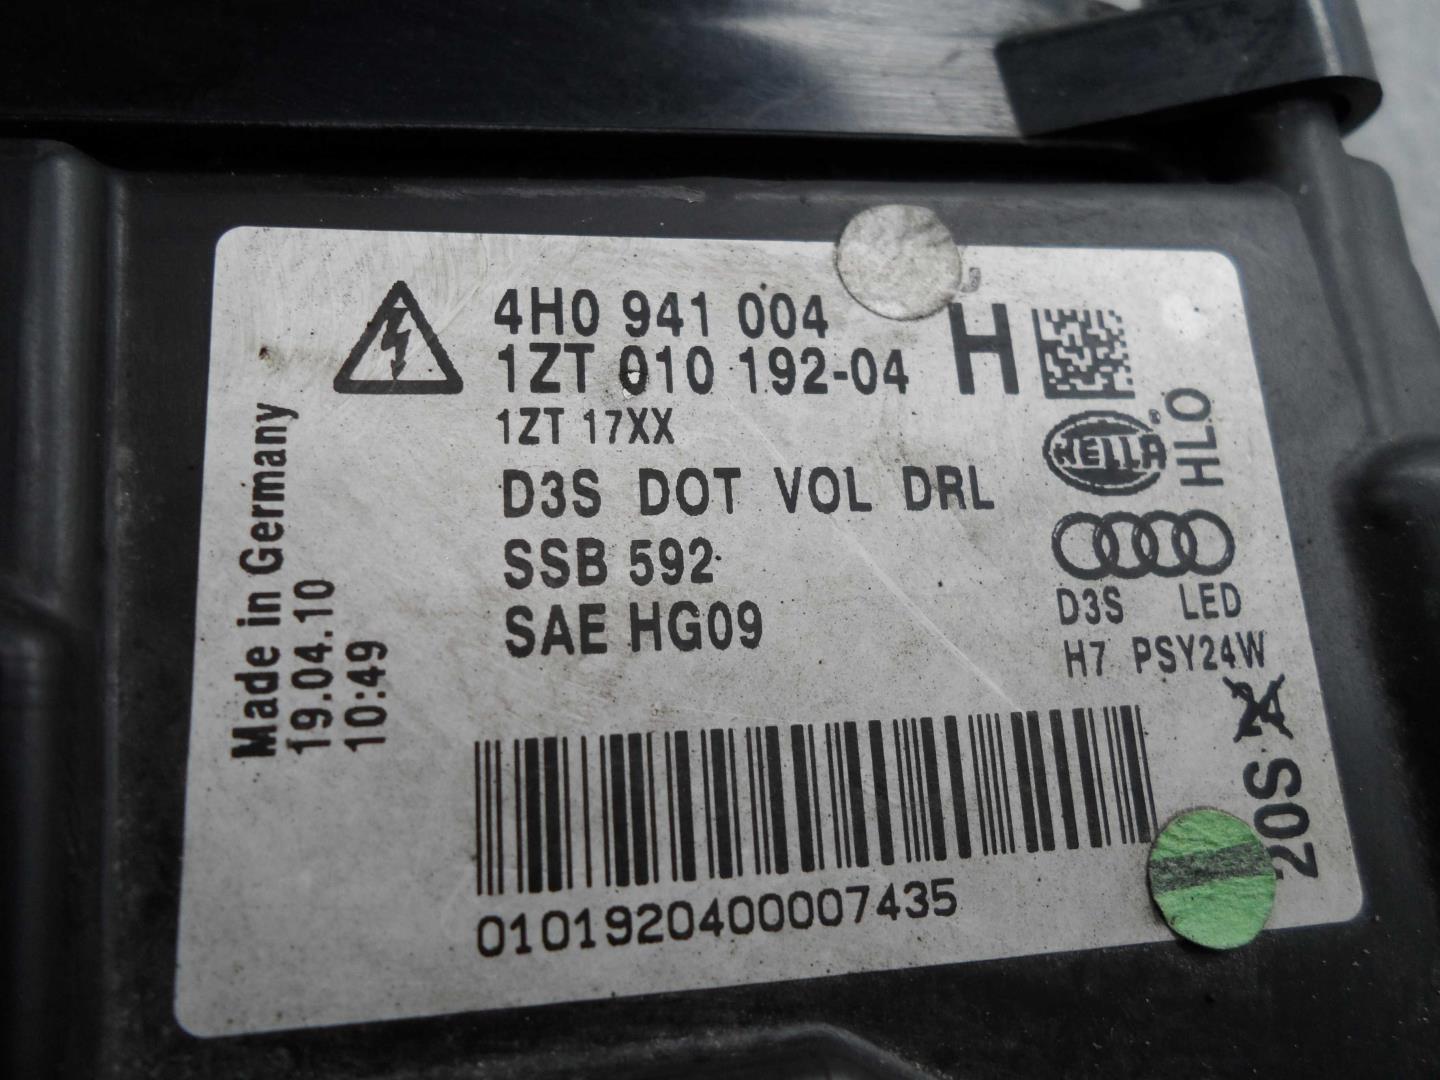 4H0 941 004
1ZT 010 192-04
H
1ZT 17XX
HELLA
HLO
D3S DOT VOL DRL
SSB 592
SAE HG09
D3S LED
H7 PSY24W
Made in Germany
19.04.10
10:49
20S
0101920400007435